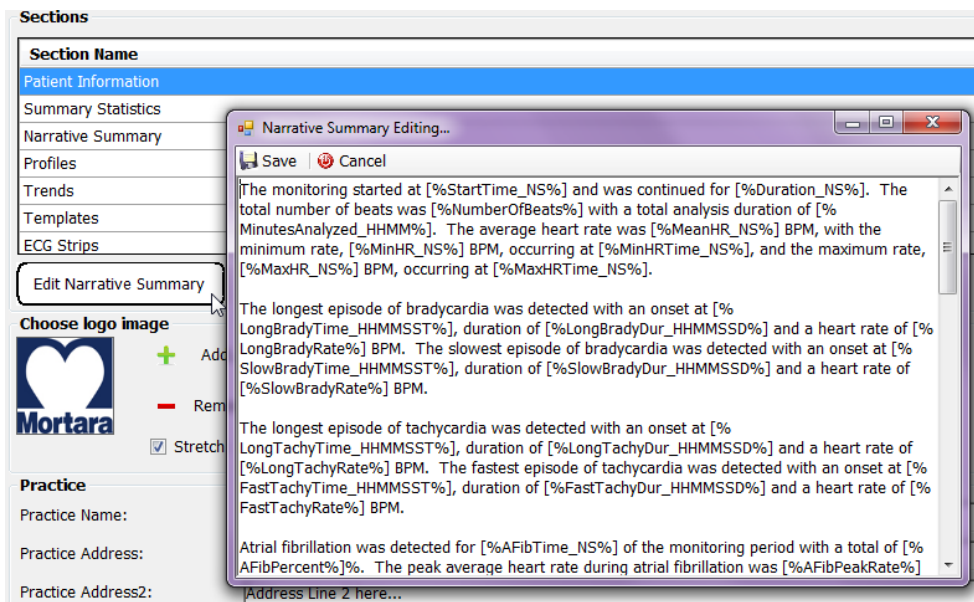 Sections
Section Name
Patient Information
Summary Statistics
Narrative Summary
Profiles
Trends
Templates
ECG Strips
Edit Narrative Summary
Choose logo image
Mortara
Add
Rem
Stretch
Practice
Practice Name:
Practice Address:
Practice Address2:
Address Line 2 here...
Narrative Summary Editing...
Save
Cancel
The monitoring started at [%StartTime_NS%] and was continued for [%Duration_NS%].  The
total number of beats was [%NumberOfBeats%] with a total analysis duration of [%
MinutesAnalyzed_HHMM%].  The average heart rate was [%MeanHR_NS%] BPM, with the
minimum rate, [%MinHR_NS%] BPM, occurring at [%MinHRTime_NS%], and the maximum rate,
[%MaxHR_NS%] BPM, occurring at [%MaxHRTime_NS%].
The longest episode of bradycardia was detected with an onset at [%
LongBradyTime_HHMMSST%], duration of [%LongBradyDur_HHMMSSD%] and a heart rate of [%
LongBradyRate%] BPM.  The slowest episode of bradycardia was detected with an onset at [%
SlowBradyTime_HHMMSST%], duration of [%SlowBradyDur_HHMMSSD%] and a heart rate of
[%SlowBradyRate%] BPM.
The longest episode of tachycardia was detected with an onset at [%
LongTachyTime_HHMMSST%], duration of [%LongTachyDur_HHMMSSD%] and a heart rate of
[%LongTachyRate%] BPM.  The fastest episode of tachycardia was detected with an onset at [%
FastTachyTime_HHMMSST%], duration of [%FastTachyDur_HHMMSSD%] and a heart rate of [%
FastTachyRate%] BPM.
Atrial fibrillation was detected for [%AFibTime_NS%] of the monitoring period with a total of [%
AFibPercent%]%.  The peak average heart rate during atrial fibrillation was [%AFibPeakRate%]